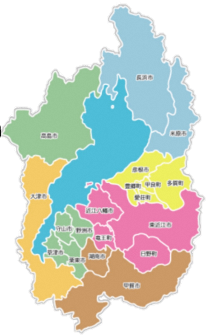 長浜市
米原市
高島市
彦根市
豊郷町
甲良町
多賀町
愛荘町
大津市
近江八幡市
東近江市
守山市
野洲市
竜王町
草津市
栗東市
湖南市
日野町
甲賀市